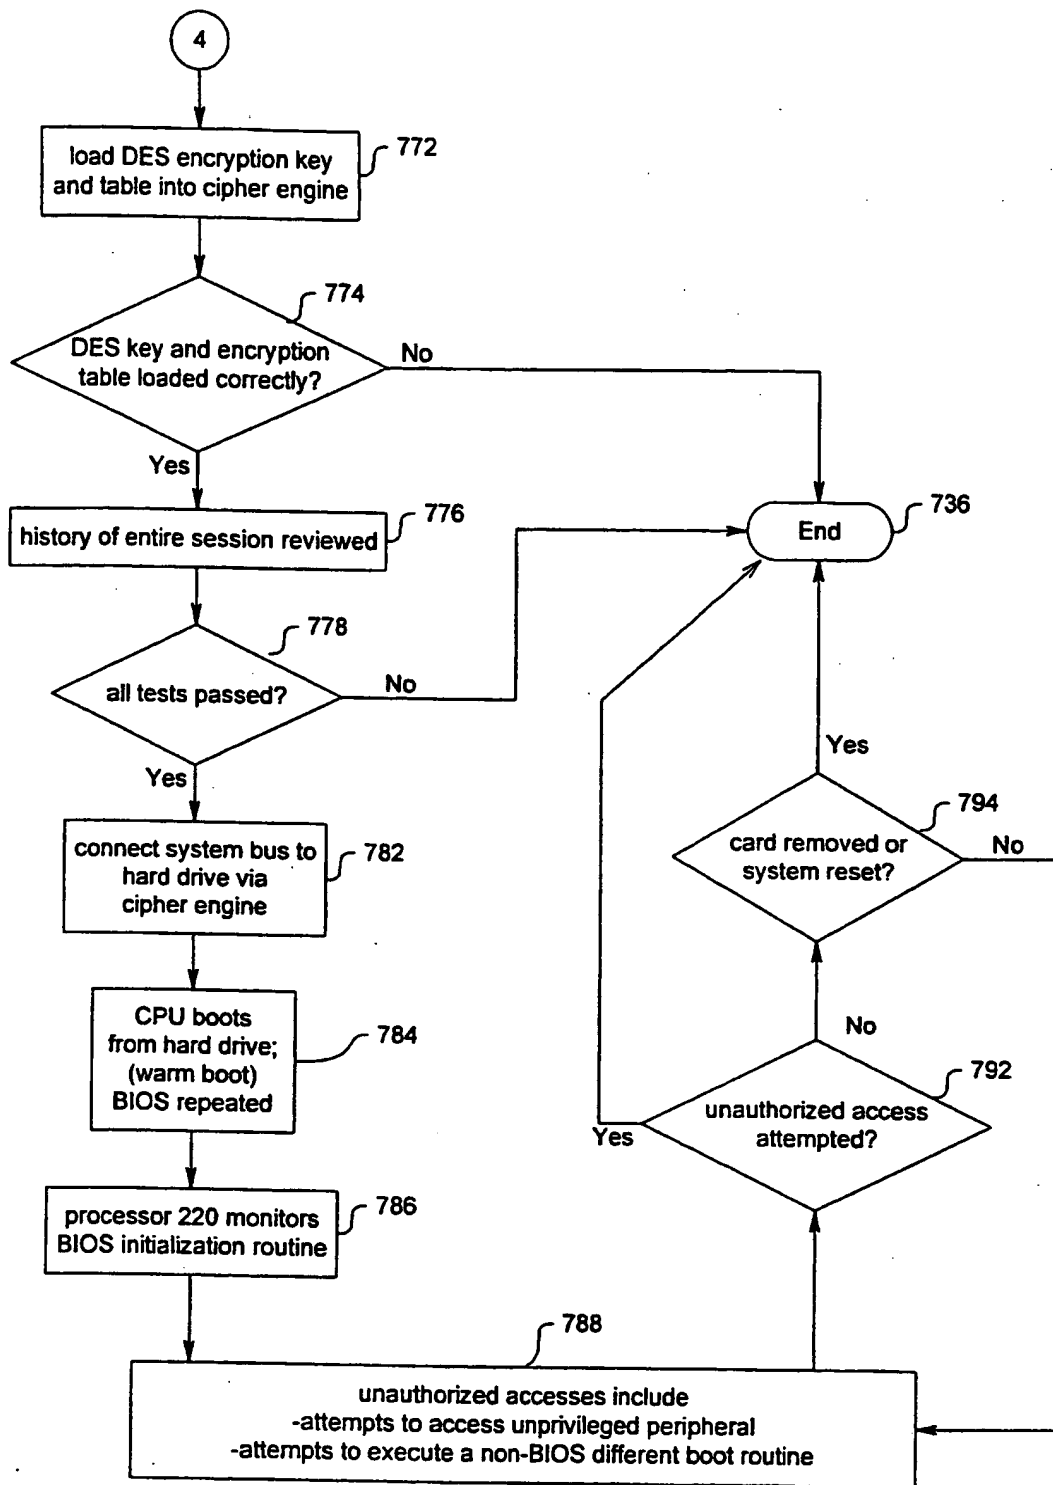 4
load DES encryption key
and table into cipher engine
772
774
DES key and encryption
table loaded correctly?
No
Yes
776
history of entire session reviewed
736
End
778
all tests passed?
No
Yes
Yes
794
card removed or
system reset?
No
connect system bus to
hard drive via
cipher engine
782
CPU boots
from hard drive;
(warm boot)
BIOS repeated
784
No
792
unauthorized access
attempted?
Yes
processor 220 monitors
BIOS initialization routine
786
788
unauthorized accesses include
-attempts to access unprivileged peripheral
-attempts to execute a non-BIOS different boot routine